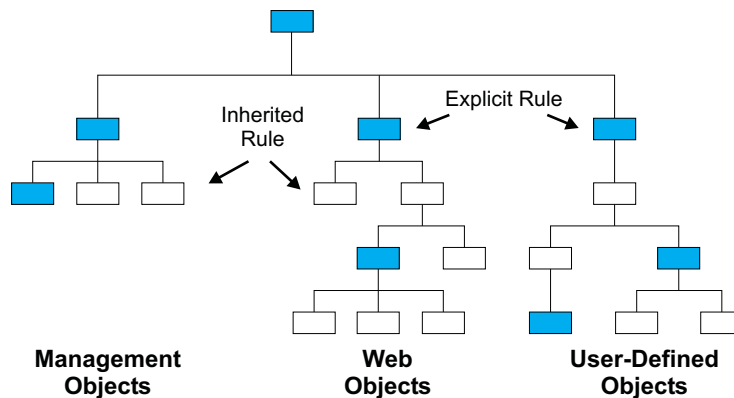 Inherited
Rule
Explicit Rule
Management
Objects
Web
Objects
User-Defined
Objects